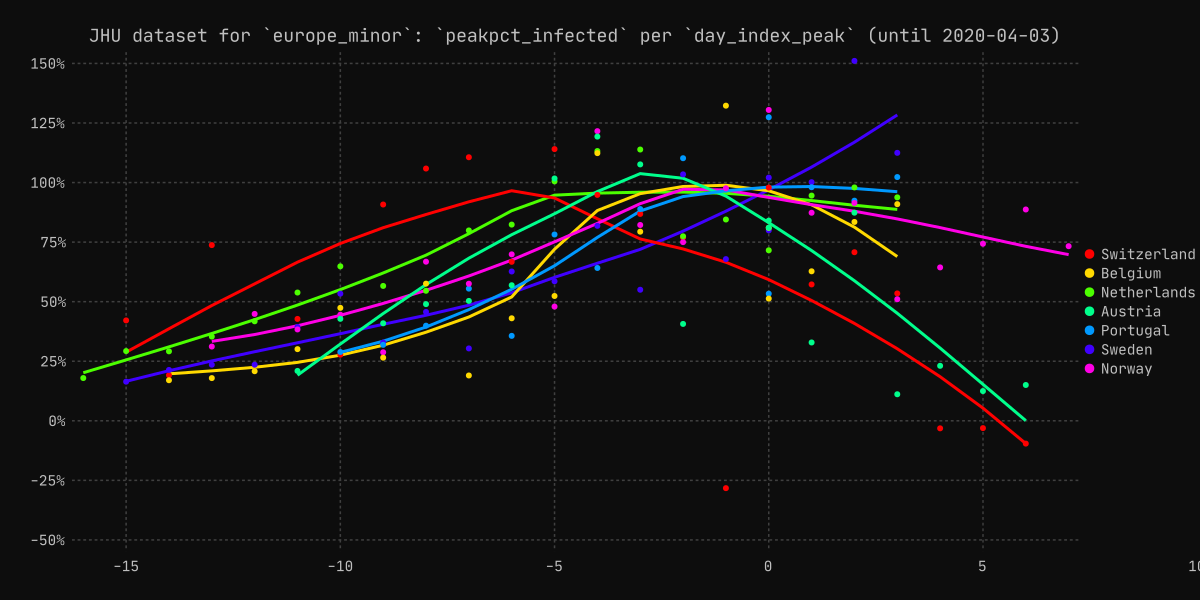 JHU dataset for `europe_minor`: `peakpct_infected` per `day_index_peak` (until 2020-04-03)
150%
125%
100%
75%
50%
25%
0%
-25%
-50%
-15
-10
-5
0
5
10
Switzerland
Belgium
Netherlands
Austria
Portugal
Sweden
Norway